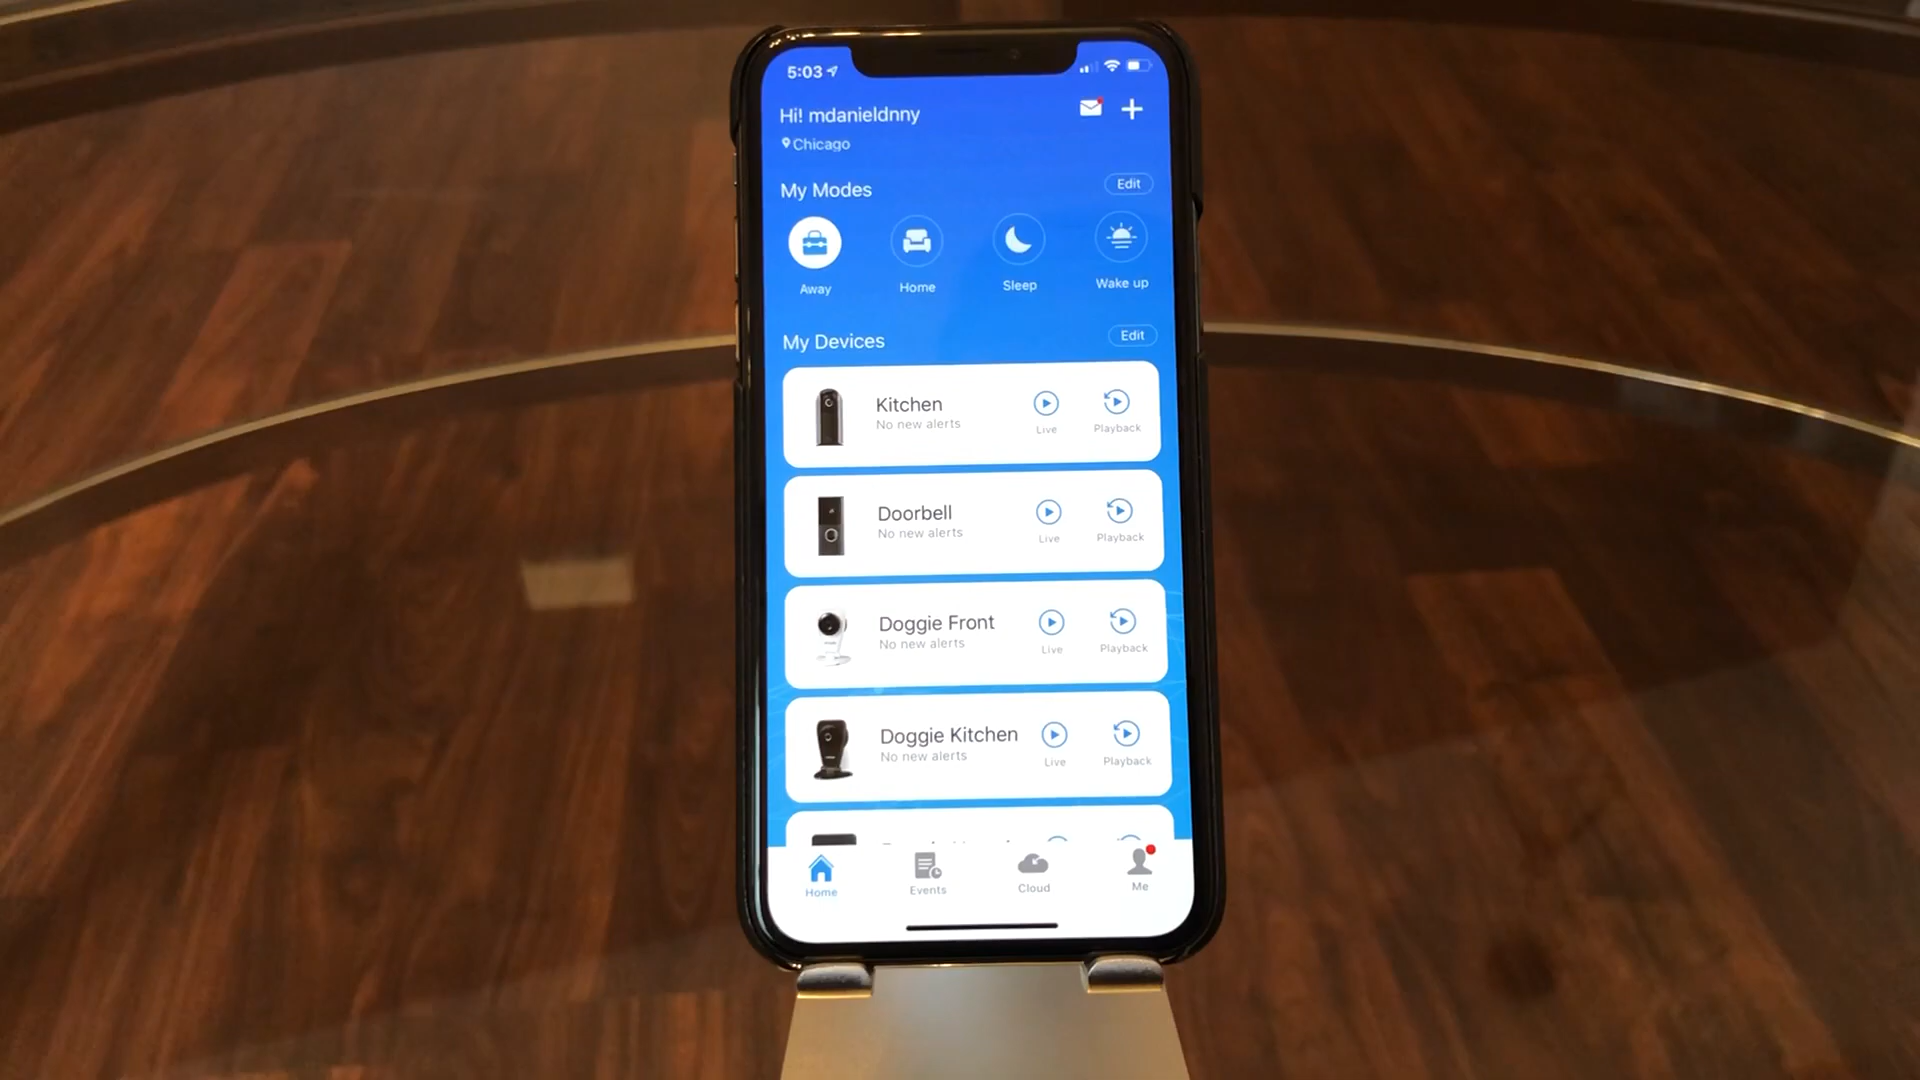 5:03
Hi! mdanieldnny
Chicago
My Modes
Edit
Away
Home
Sleep
Wake up
My Devices
Edit
Kitchen
No new alerts
Live
Playback
Doorbell
No new alerts
Live
Playback
Doggie Front
No new alerts
Live
Playback
Doggie Kitchen
No new alerts
Live
Playback
Home
Events
Cloud
Me